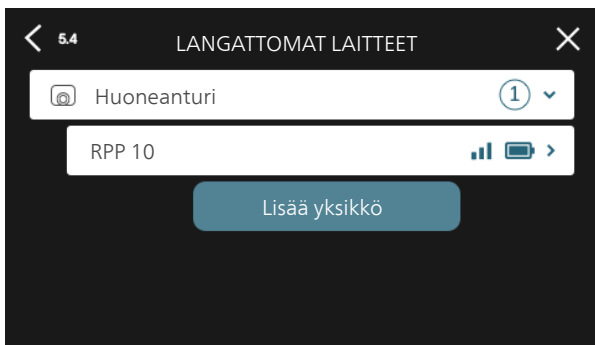 5.4 LANGATTOMAT LAITTEET
Huoneanturi 1
RPP 10
Lisää yksikkö